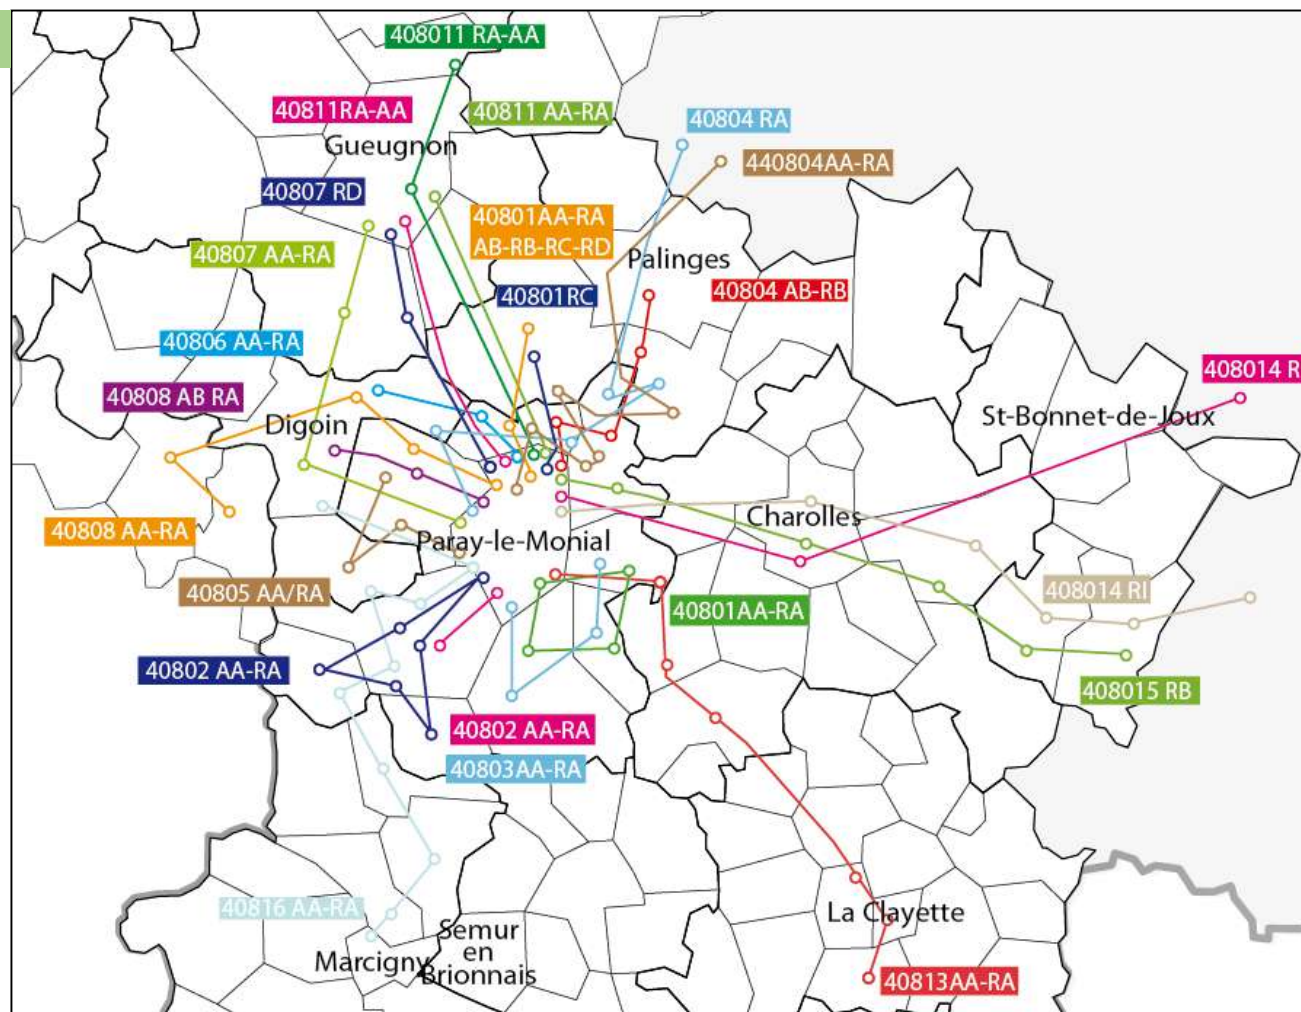 408011 RA-AA
40811RA-AA
40811 AA-RA
40804 RA
Gueugnon
440804AA-RA
40807 RD
40801AA-RA
AB-RB-RC-RD
40807 AA-RA
Palinges
40801RC
40804 AB-RB
40806 AA-RA
408014 R
40808 AB RA
Digoin
St-Bonnet-de-Joux
40808 AA-RA
Charolles
Paray-le-Monial
40805 AA/RA
408014 RI
40801AA-RA
40802 AA-RA
408015 RB
40802 AA-RA
40803AA-RA
40816 AA-RA
La Clayette
Semur
en
Brionnais
Marcigny
40813AA-RA